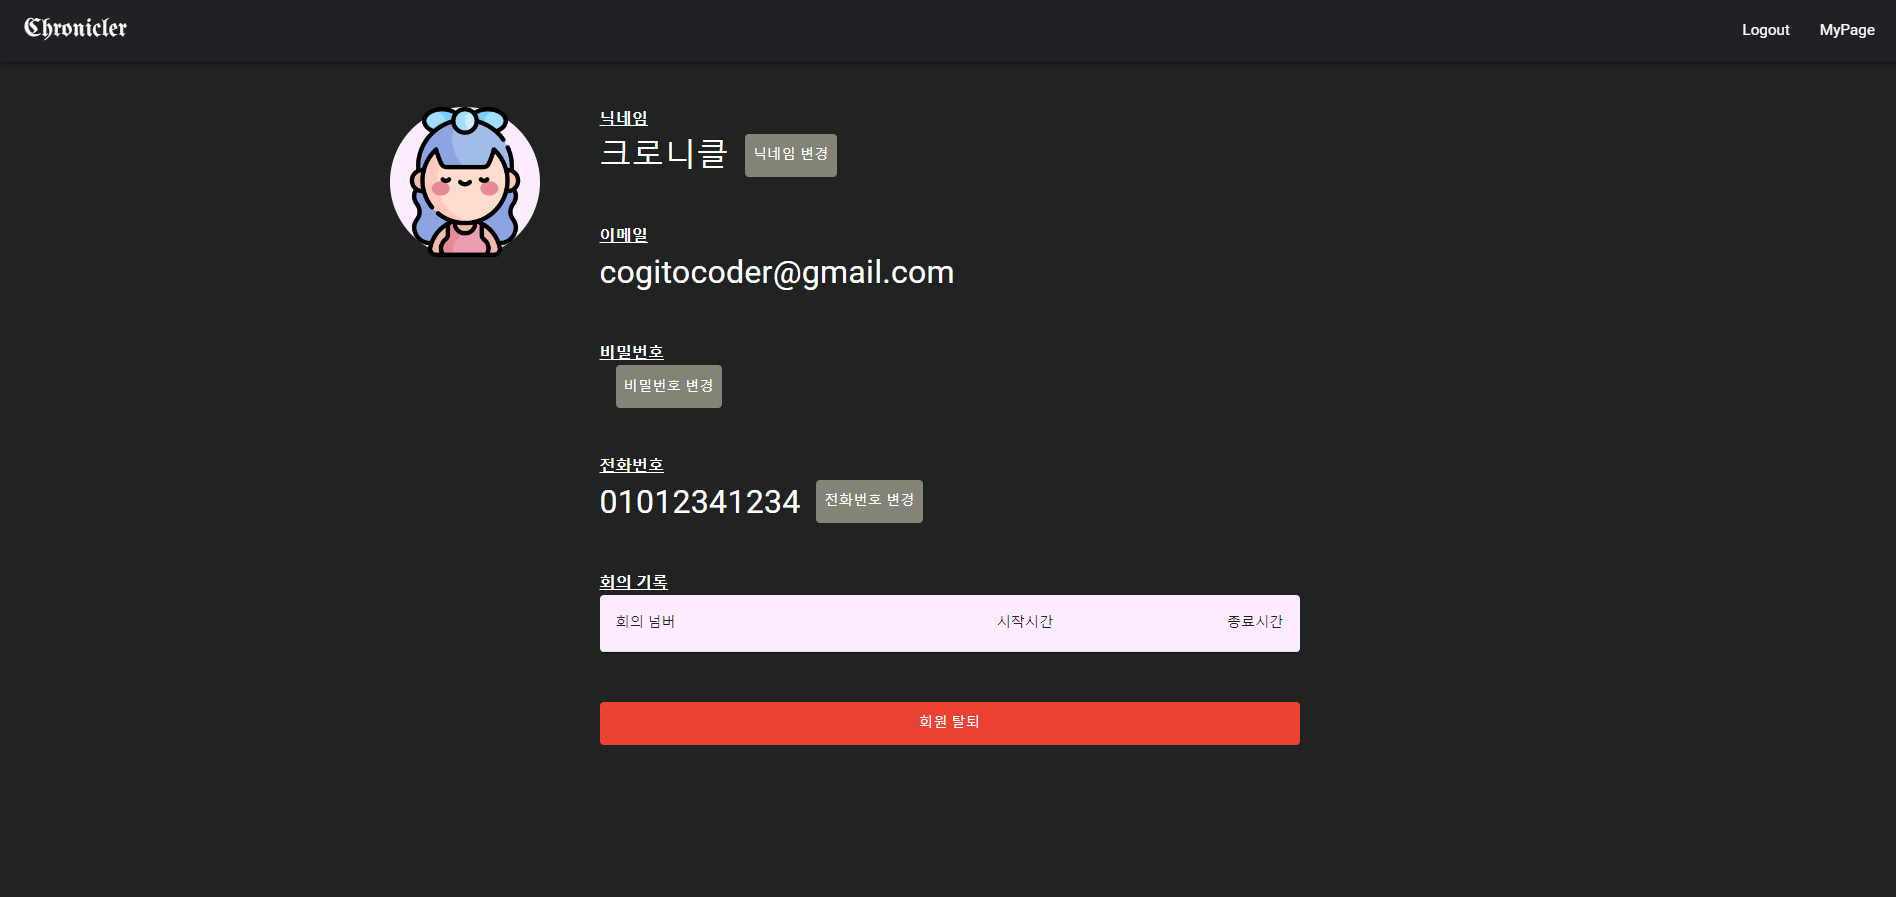 Chronicler
Logout MyPage
닉네임
크로니클 닉네임 변경
이메일
cogitocoder@gmail.com
비밀번호
비밀번호 변경
전화번호
01012341234 전화번호 변경
회의 기록
회의 넘버 시작시간 종료시간
회원 탈퇴